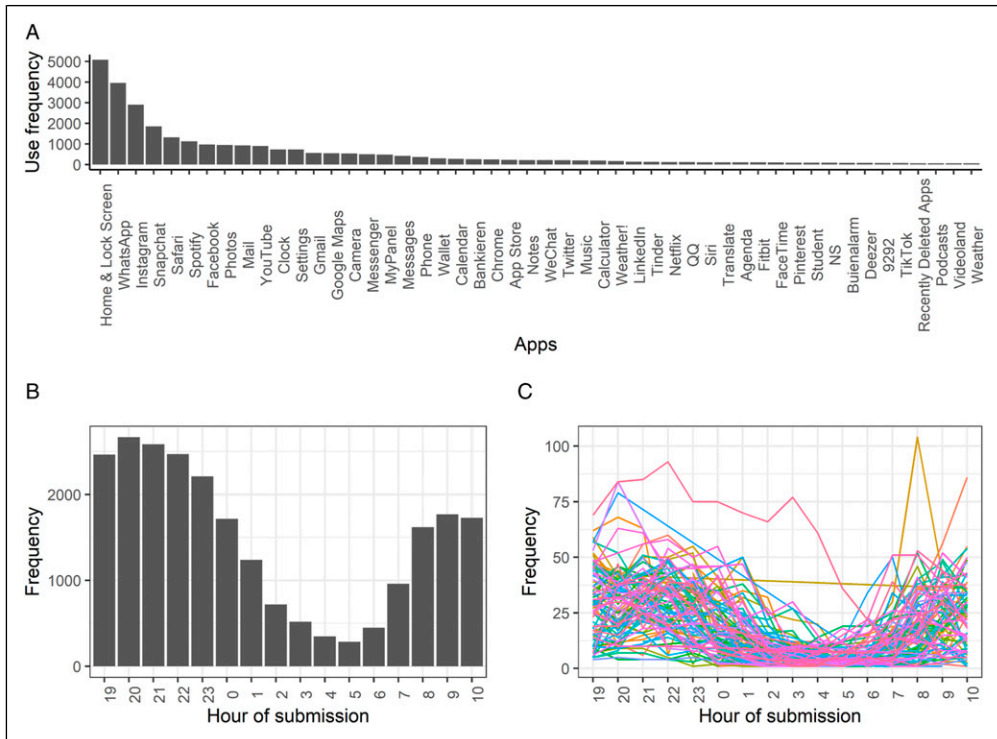 A
Use frequency
5000
4000
3000
2000
1000
0
Home & Lock Screen
WhatsApp
Instagram
Snapchat
Safari
Spotify
Facebook
Photos
Mail
YouTube
Clock
Settings
Gmail
Google Maps
Camera
Messenger
MyPanel
Messages
Phone
Wallet
Calendar
Bankieren
Chrome
App Store
Notes
WeChat
Twitter
Music
Calculator
Weather!
LinkedIn
Tinder
Netflix
QQ
Siri
Translate
Agenda
Fitbit
FaceTime
Pinterest
Student
NS
Buienalarm
Deezer
9292
TikTok
Recently Deleted Apps
Podcasts
Videoland
Weather
Apps
B
Frequency
2000
1000
0
19
20
21
22
23
0
1
2
3
4
5
6
7
8
9
10
Hour of submission
C
Frequency
100
75
50
25
0
19
20
21
22
23
0
1
2
3
4
5
6
7
8
9
10
Hour of submission